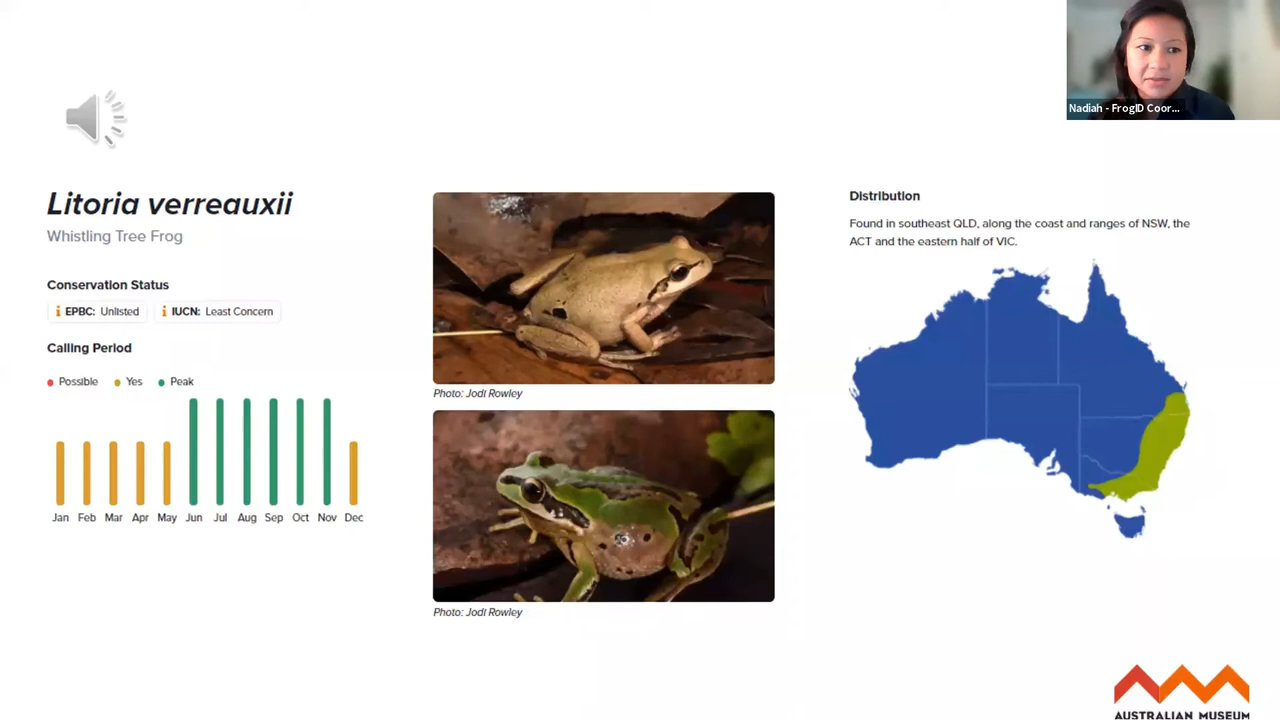 Nadiah - FrogID Coor...
Litoria verreauxii
Whistling Tree Frog
Conservation Status
EPBC: Unlisted
IUCN: Least Concern
Calling Period
Possible
Yes
Peak
Jan Feb Mar Apr May Jun Jul Aug Sep Oct Nov Dec
Photo: Jodi Rowley
Photo: Jodi Rowley
Distribution
Found in southeast QLD, along the coast and ranges of NSW, the
ACT and the eastern half of VIC.
AUSTRALIAN MUSEUM